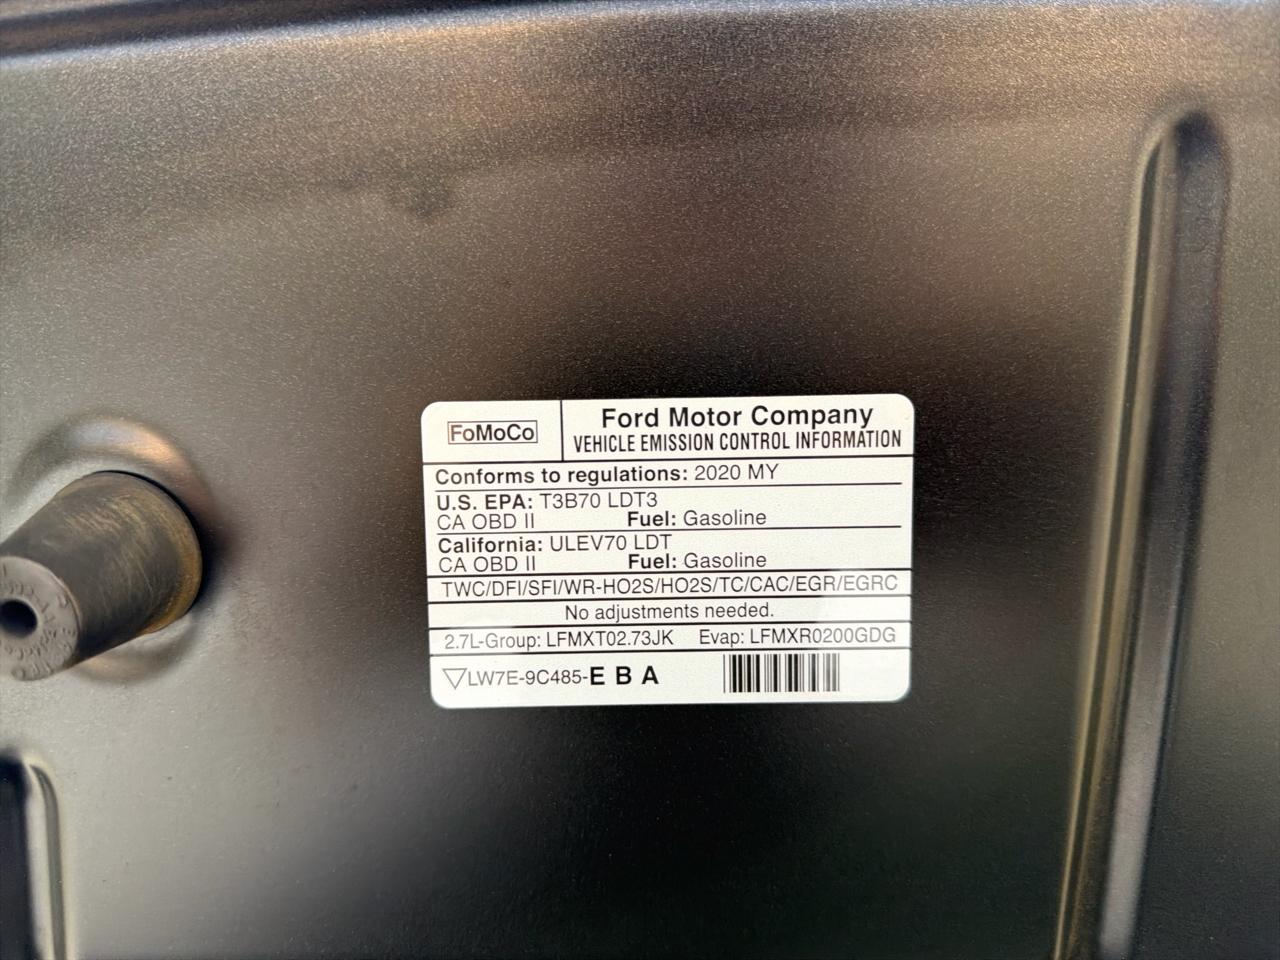 FoMoCo
Ford Motor Company
VEHICLE EMISSION CONTROL INFORMATION
Conforms to regulations: 2020 MY
U.S. EPA: T3B70 LDT3
CA OBD II Fuel: Gasoline
California: ULEV70 LDT
CA OBD II Fuel: Gasoline
TWC/DFI/SFI/WR-HO2S/HO2S/TC/CAC/EGR/EGRC
No adjustments needed.
2.7L-Group: LFMXT02.73JK Evap: LFMXR0200GDG
LW7E-9C485-E B A